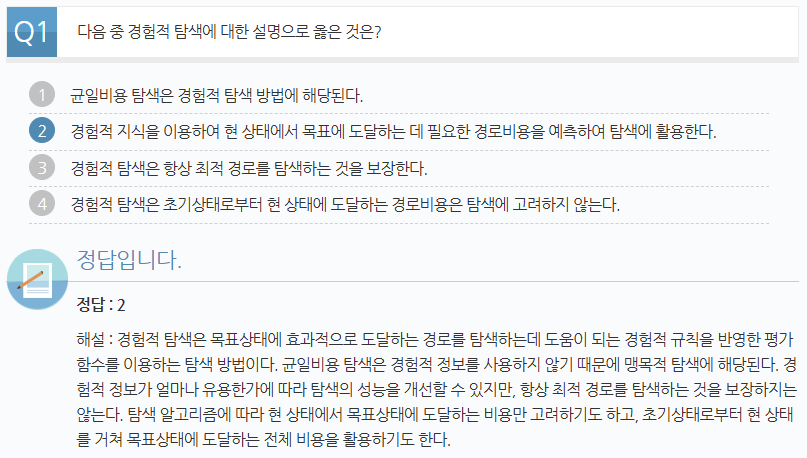 Q1 다음 중 경험적 탐색에 대한 설명으로 옳은 것은?
1 균일비용 탐색은 경험적 탐색 방법에 해당된다.
2 경험적 지식을 이용하여 현 상태에서 목표에 도달하는 데 필요한 경로비용을 예측하여 탐색에 활용한다.
3 경험적 탐색은 항상 최적 경로를 탐색하는 것을 보장한다.
4 경험적 탐색은 초기상태로부터 현 상태에 도달하는 경로비용은 탐색에 고려하지 않는다.
정답입니다.
정답 : 2
해설 : 경험적 탐색은 목표상태에 효과적으로 도달하는 경로를 탐색하는데 도움이 되는 경험적 규칙을 반영한 평가
함수를 이용하는 탐색 방법이다. 균일비용 탐색은 경험적 정보를 사용하지 않기 때문에 맹목적 탐색에 해당된다. 경
험적 정보가 얼마나 유용한가에 따라 탐색의 성능을 개선할 수 있지만, 항상 최적 경로를 탐색하는 것을 보장하지는
않는다. 탐색 알고리즘에 따라 현 상태에서 목표상태에 도달하는 비용만 고려하기도 하고, 초기상태로부터 현 상태
를 거쳐 목표상태에 도달하는 전체 비용을 활용하기도 한다.